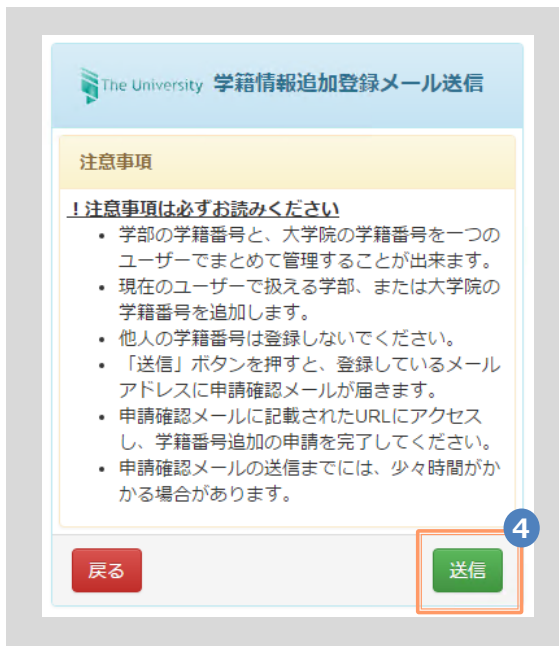 The University 学籍情報追加登録メール送信
注意事項
！注意事項は必ずお読みください
• 学部の学籍番号と、大学院の学籍番号を一つの
ユーザーでまとめて管理することが出来ます。
• 現在のユーザーで扱える学部、または大学院の
学籍番号を追加します。
• 他人の学籍番号は登録しないでください。
• 「送信」ボタンを押すと、登録しているメール
アドレスに申請確認メールが届きます。
• 申請確認メールに記載されたURLにアクセス
し、学籍番号追加の申請を完了してください。
• 申請確認メールの送信までには、少々時間がか
かる場合があります。
4
戻る 送信